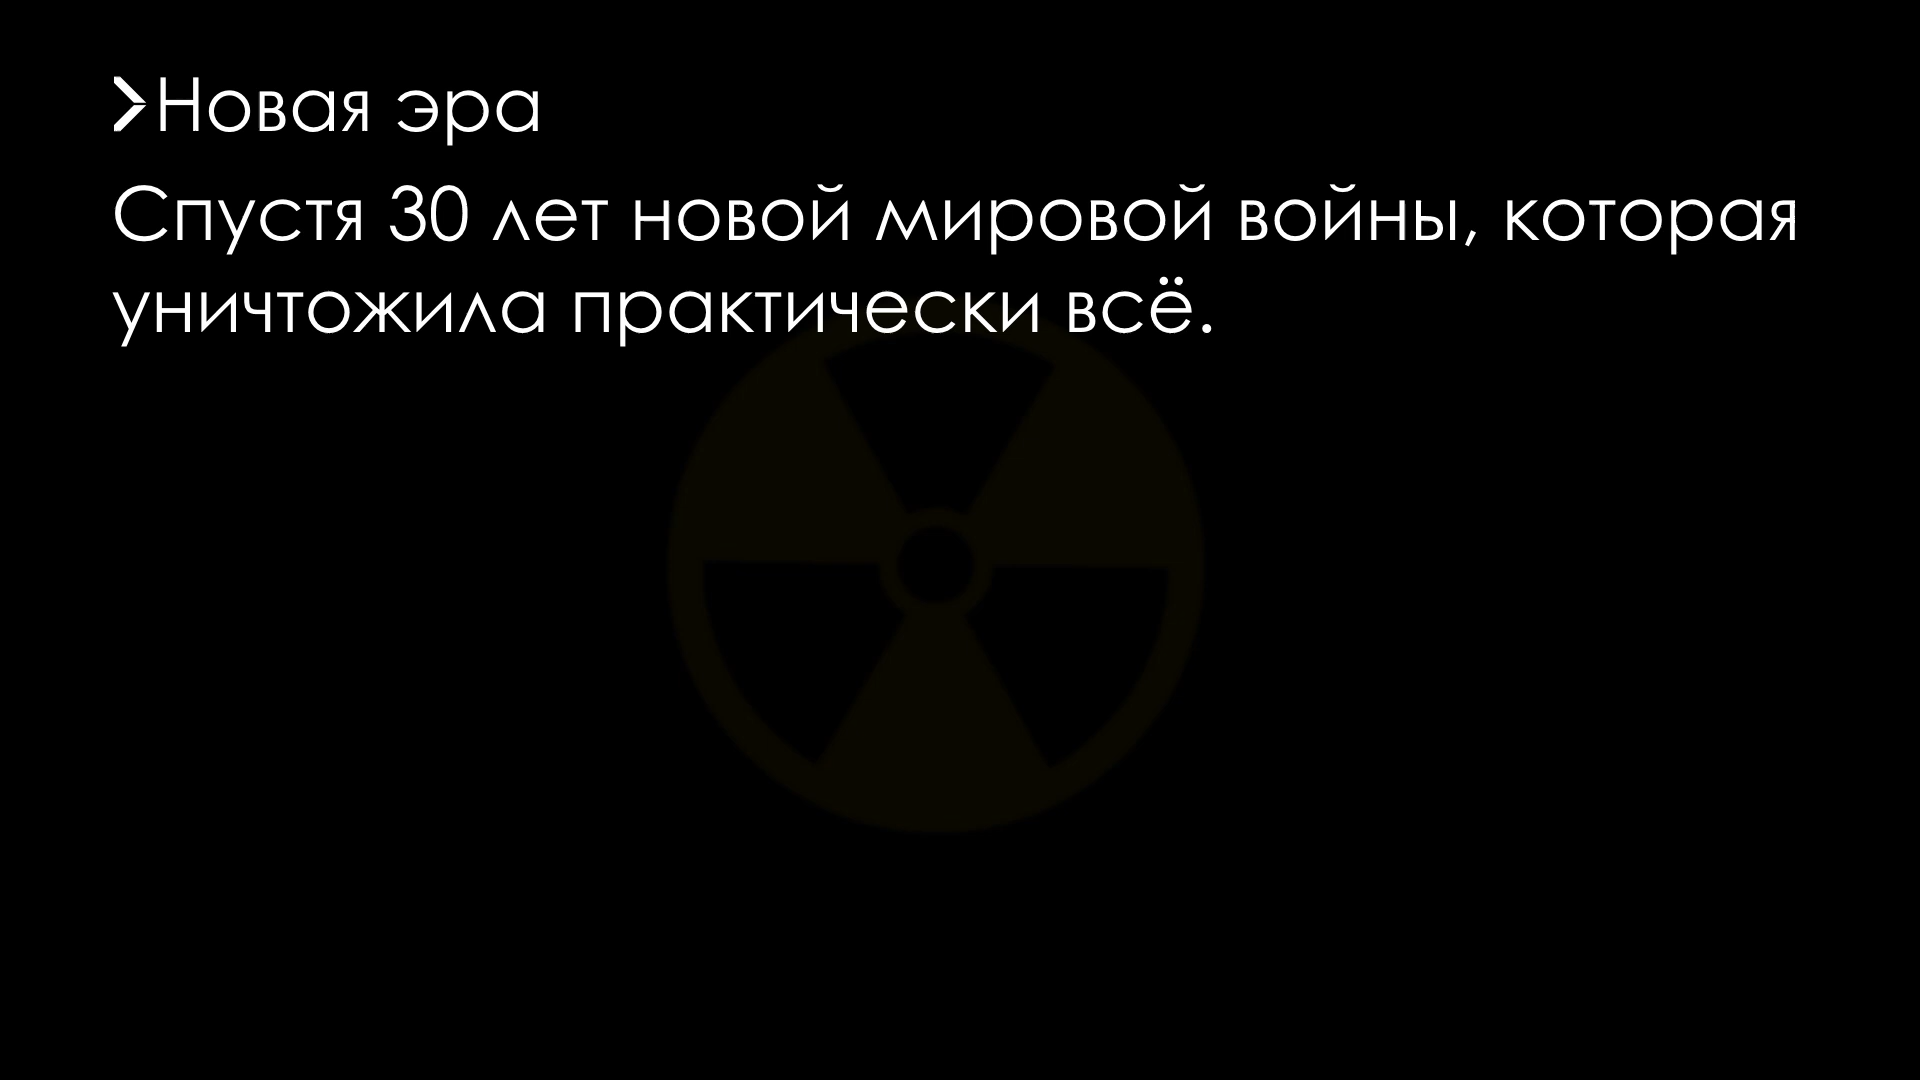 >Новая эра
Спустя 30 лет новой мировой войны, которая
уничтожила практически всё.